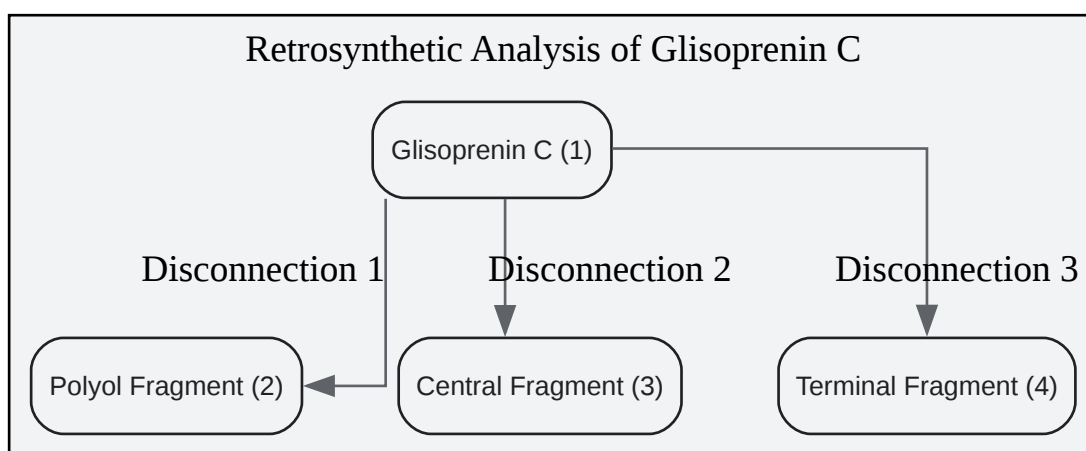 Retrosynthetic Analysis of Glisoprenin C
Glisoprenin C (1)
Disconnection 1
Disconnection 2
Disconnection 3
Polyol Fragment (2)
Central Fragment (3)
Terminal Fragment (4)